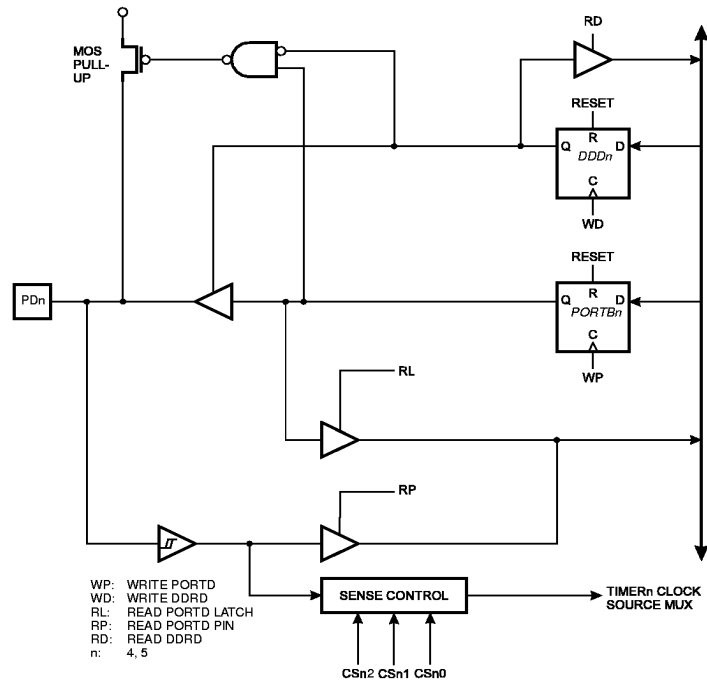 RD
MOS
PULL-
UP
RESET
R
Q
D
DDDn
C
WD
RESET
PDn
R
Q
D
PORTBn
C
WP
RL
RP
WP: WRITE PORTD
WD: WRITE DDRD
RL: READ PORTD LATCH
RP: READ PORTD PIN
RD: READ DDRD
n: 4, 5
SENSE CONTROL
TIMERn CLOCK
SOURCE MUX
CSn2 CSn1 CSn0